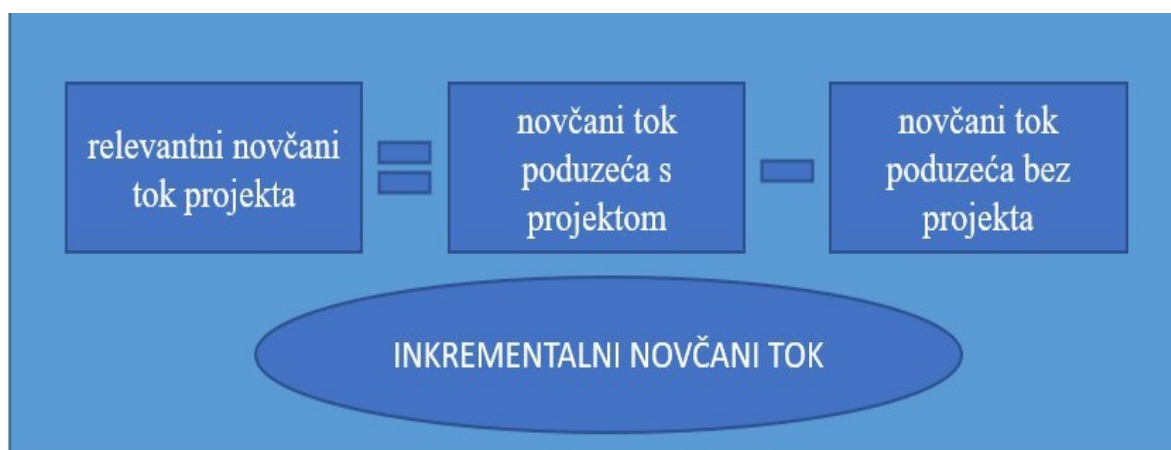 relevantni novčani
tok projekta
novčani tok
poduzeća s
projektom
novčani tok
poduzeća bez
projekta
INKREMENTALNI NOVČANI TOK